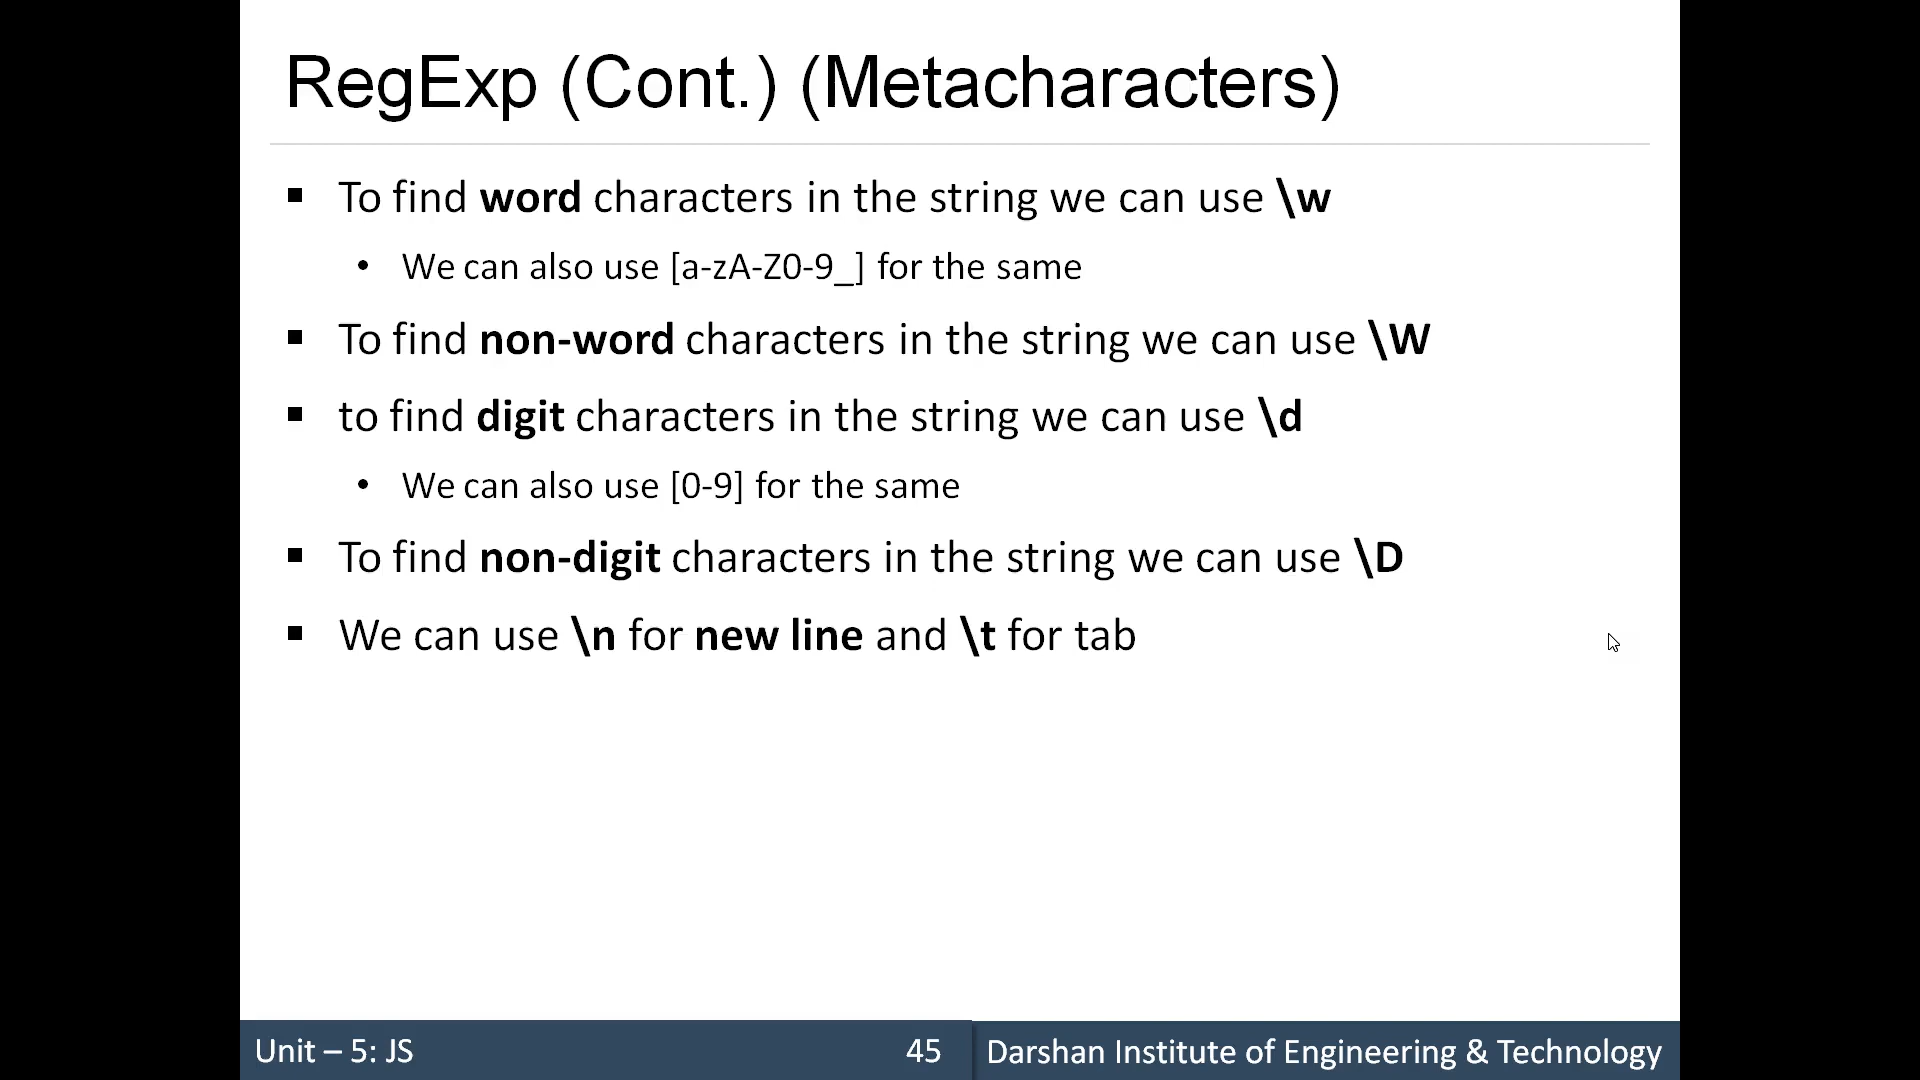 RegExp (Cont.) (Metacharacters)
▪ To find word characters in the string we can use \w
• We can also use [a-zA-Z0-9_] for the same
▪ To find non-word characters in the string we can use \W
▪ to find digit characters in the string we can use \d
• We can also use [0-9] for the same
▪ To find non-digit characters in the string we can use \D
▪ We can use \n for new line and \t for tab
Unit – 5: JS 45 Darshan Institute of Engineering & Technology